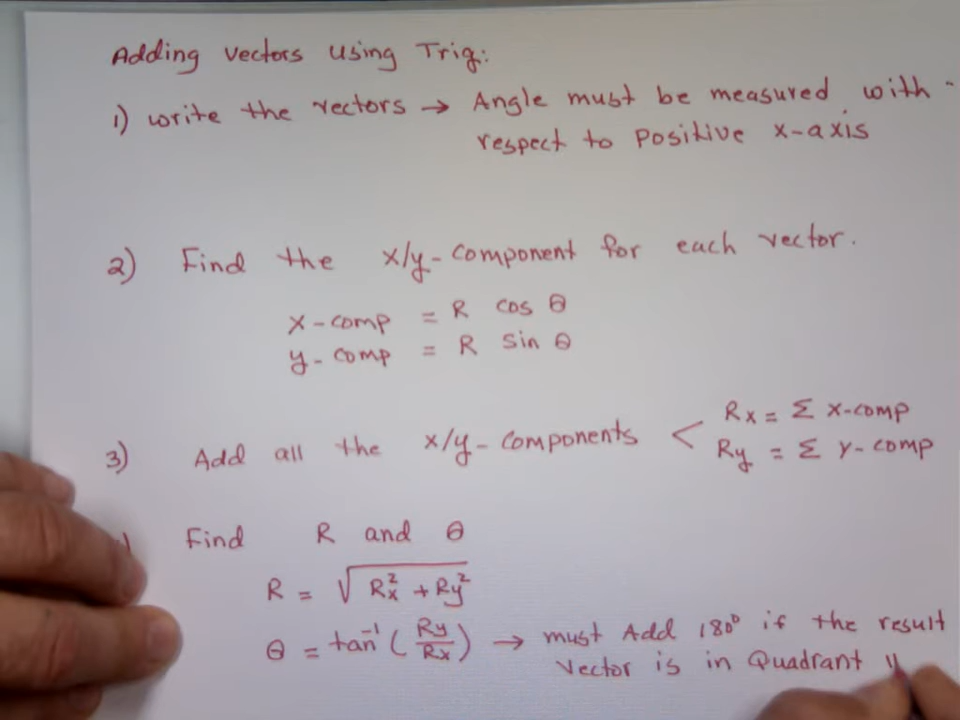 Adding vectors using Trig:
1) write the vectors → Angle must be measured with
respect to positive x-axis
2) Find the x/y-component for each vector.
x-comp = R cos θ
y-comp = R sin θ
3) Add all the x/y-components < Rx = Σ x-comp
Ry = Σ y-comp
Find R and θ
R = √(Rx² + Ry²)
θ = tan⁻¹ (Ry/Rx) → must Add 180° if the result
vector is in Quadrant